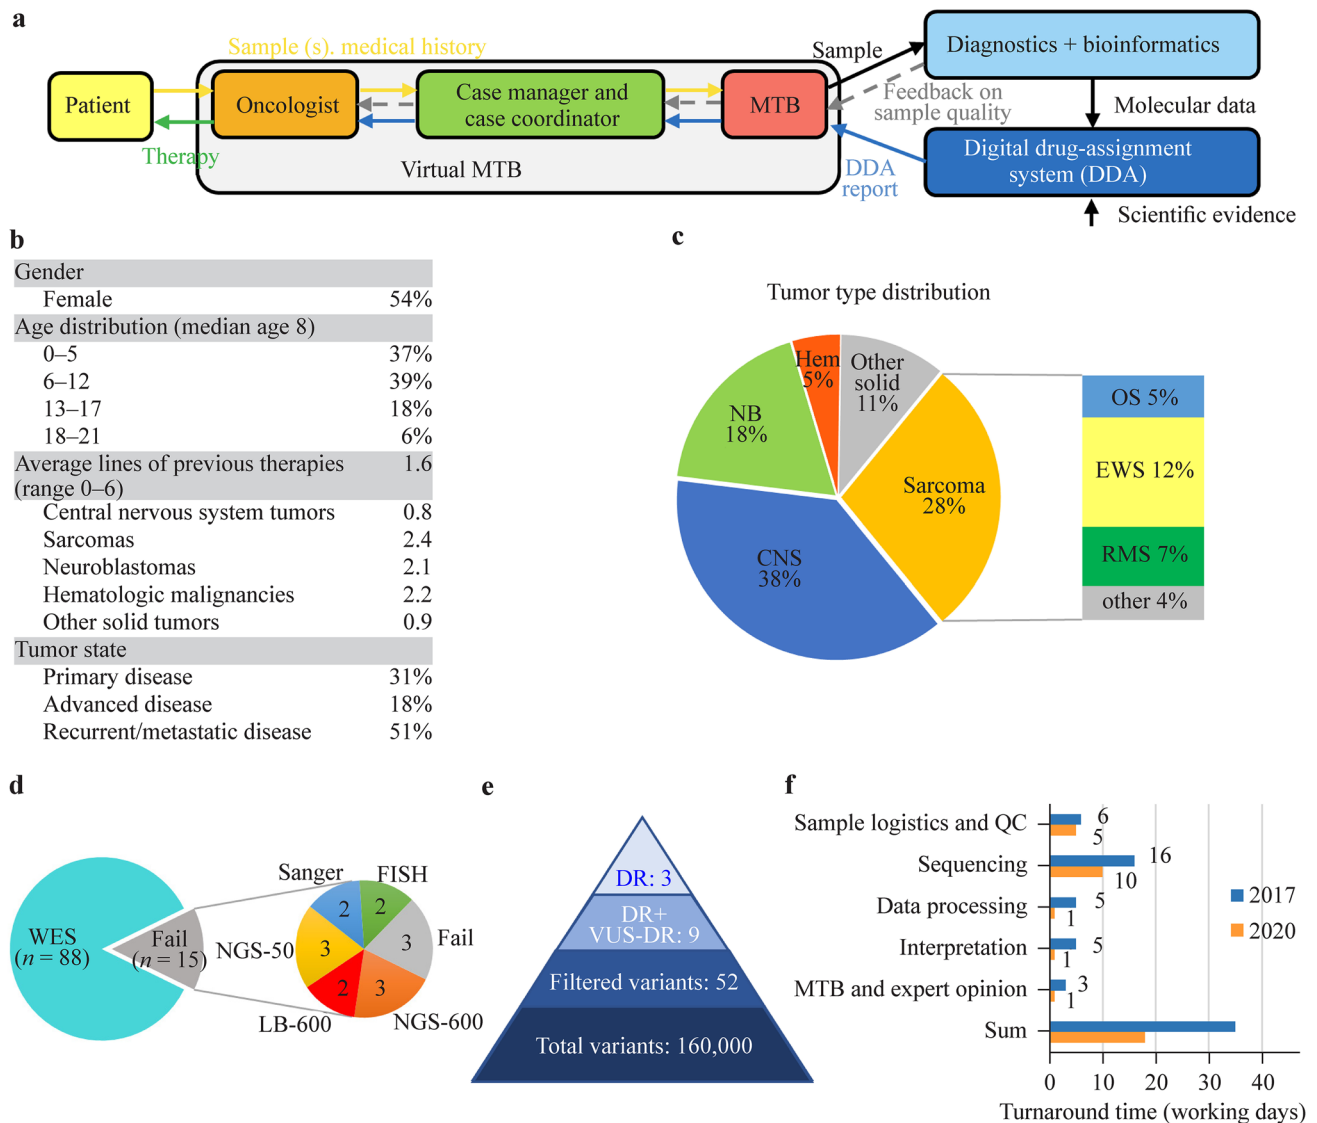 a
Sample (s). medical history
Patient
Oncologist
Case manager and
case coordinator
MTB
Therapy
Virtual MTB
Sample
Diagnostics + bioinformatics
Feedback on
sample quality
Molecular data
DDA
report
Digital drug-assignment
system (DDA)
Scientific evidence
b
Gender
Female 54%
Age distribution (median age 8)
0–5 37%
6–12 39%
13–17 18%
18–21 6%
Average lines of previous therapies 1.6
(range 0–6)
Central nervous system tumors 0.8
Sarcomas 2.4
Neuroblastomas 2.1
Hematologic malignancies 2.2
Other solid tumors 0.9
Tumor state
Primary disease 31%
Advanced disease 18%
Recurrent/metastatic disease 51%
c
Tumor type distribution
Hem
5%
Other
solid
11%
NB
18%
Sarcoma
28%
CNS
38%
OS 5%
EWS 12%
RMS 7%
other 4%
d
WES
(n = 88)
Fail
(n = 15)
Sanger
FISH
2
2
NGS-50
3
3
Fail
2
3
LB-600
NGS-600
e
DR: 3
DR+
VUS-DR: 9
Filtered variants: 52
Total variants: 160,000
f
Sample logistics and QC
6
5
Sequencing
16
10
Data processing
5
1
Interpretation
5
1
MTB and expert opinion
3
1
Sum
2017
2020
0 10 20 30 40
Turnaround time (working days)